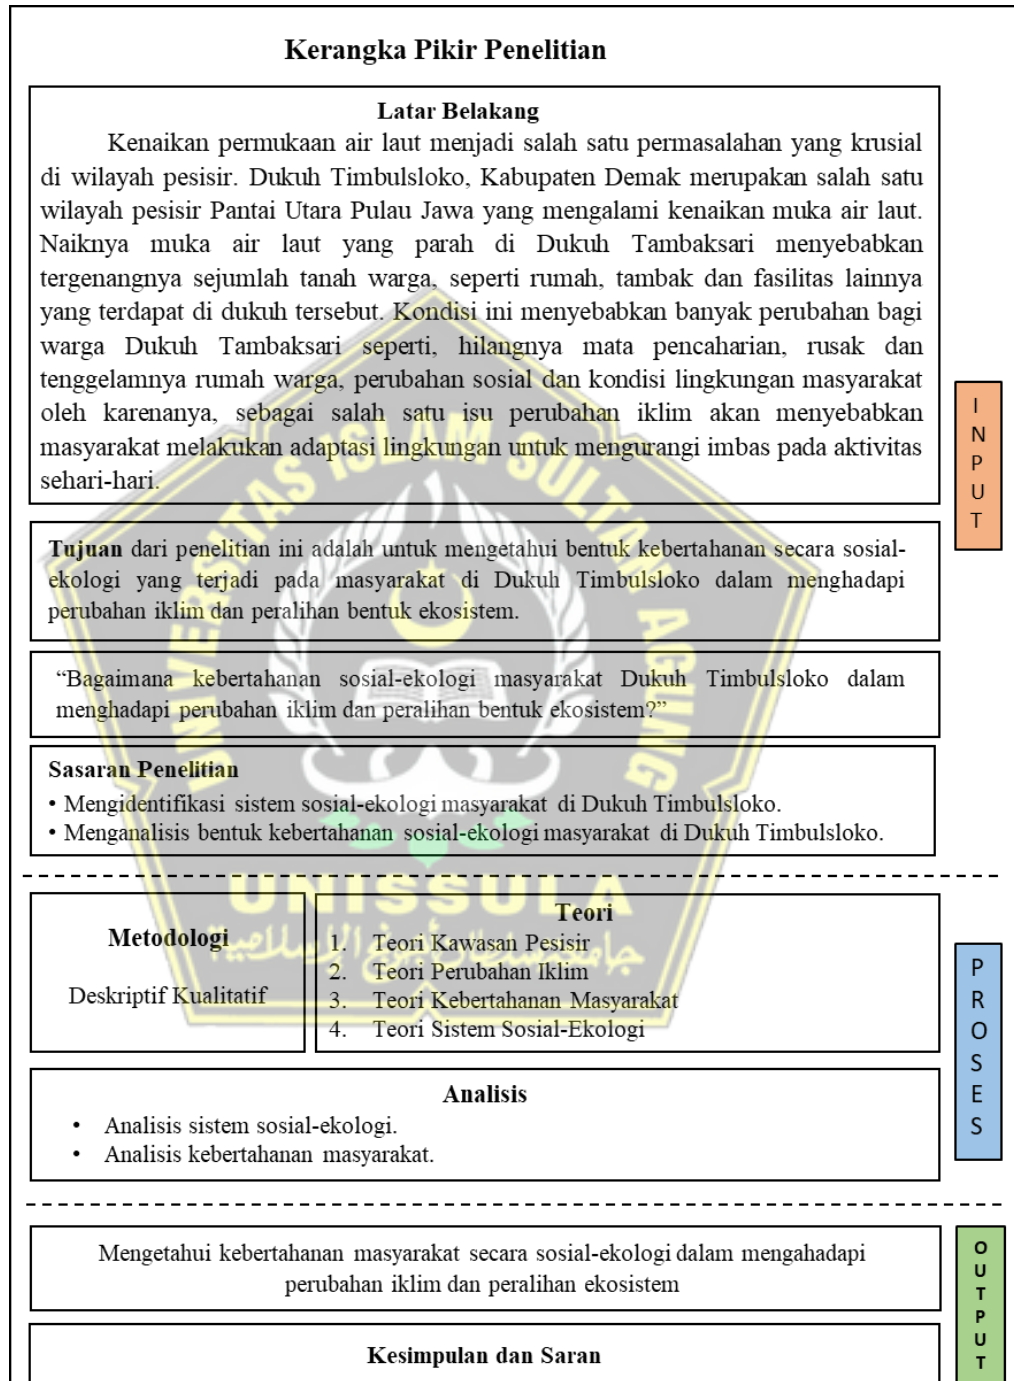 Kerangka Pikir Penelitian
Latar Belakang
Kenaikan permukaan air laut menjadi salah satu permasalahan yang krusial
di wilayah pesisir. Dukuh Timbulsloko, Kabupaten Demak merupakan salah satu
wilayah pesisir Pantai Utara Pulau Jawa yang mengalami kenaikan muka air laut.
Naiknya muka air laut yang parah di Dukuh Tambaksari menyebabkan
tergenangnya sejumlah tanah warga, seperti rumah, tambak dan fasilitas lainnya
yang terdapat di dukuh tersebut. Kondisi ini menyebabkan banyak perubahan bagi
warga Dukuh Tambaksari seperti, hilangnya mata pencaharian, rusak dan
tenggelamnya rumah warga, perubahan sosial dan kondisi lingkungan masyarakat
oleh karenanya, sebagai salah satu isu perubahan iklim akan menyebabkan
masyarakat melakukan adaptasi lingkungan untuk mengurangi imbas pada aktivitas
sehari-hari.
INPUT
Tujuan dari penelitian ini adalah untuk mengetahui bentuk kebertahanan secara sosial-
ekologi yang terjadi pada masyarakat di Dukuh Timbulsloko dalam menghadapi
perubahan iklim dan peralihan bentuk ekosistem.
“Bagaimana kebertahanan sosial-ekologi masyarakat Dukuh Timbulsloko dalam
menghadapi perubahan iklim dan peralihan bentuk ekosistem?”
Sasaran Penelitian
• Mengidentifikasi sistem sosial-ekologi masyarakat di Dukuh Timbulsloko.
• Menganalisis bentuk kebertahanan sosial-ekologi masyarakat di Dukuh Timbulsloko.
UNIVERSITAS ISLAM SULTAN AGUNG
UNISSULA
Metodologi
Deskriptif Kualitatif
Teori
1. Teori Kawasan Pesisir
2. Teori Perubahan Iklim
3. Teori Kebertahanan Masyarakat
4. Teori Sistem Sosial-Ekologi
PROSES
Analisis
• Analisis sistem sosial-ekologi.
• Analisis kebertahanan masyarakat.
Mengetahui kebertahanan masyarakat secara sosial-ekologi dalam mengahadapi
perubahan iklim dan peralihan ekosistem
OUTPUT
Kesimpulan dan Saran